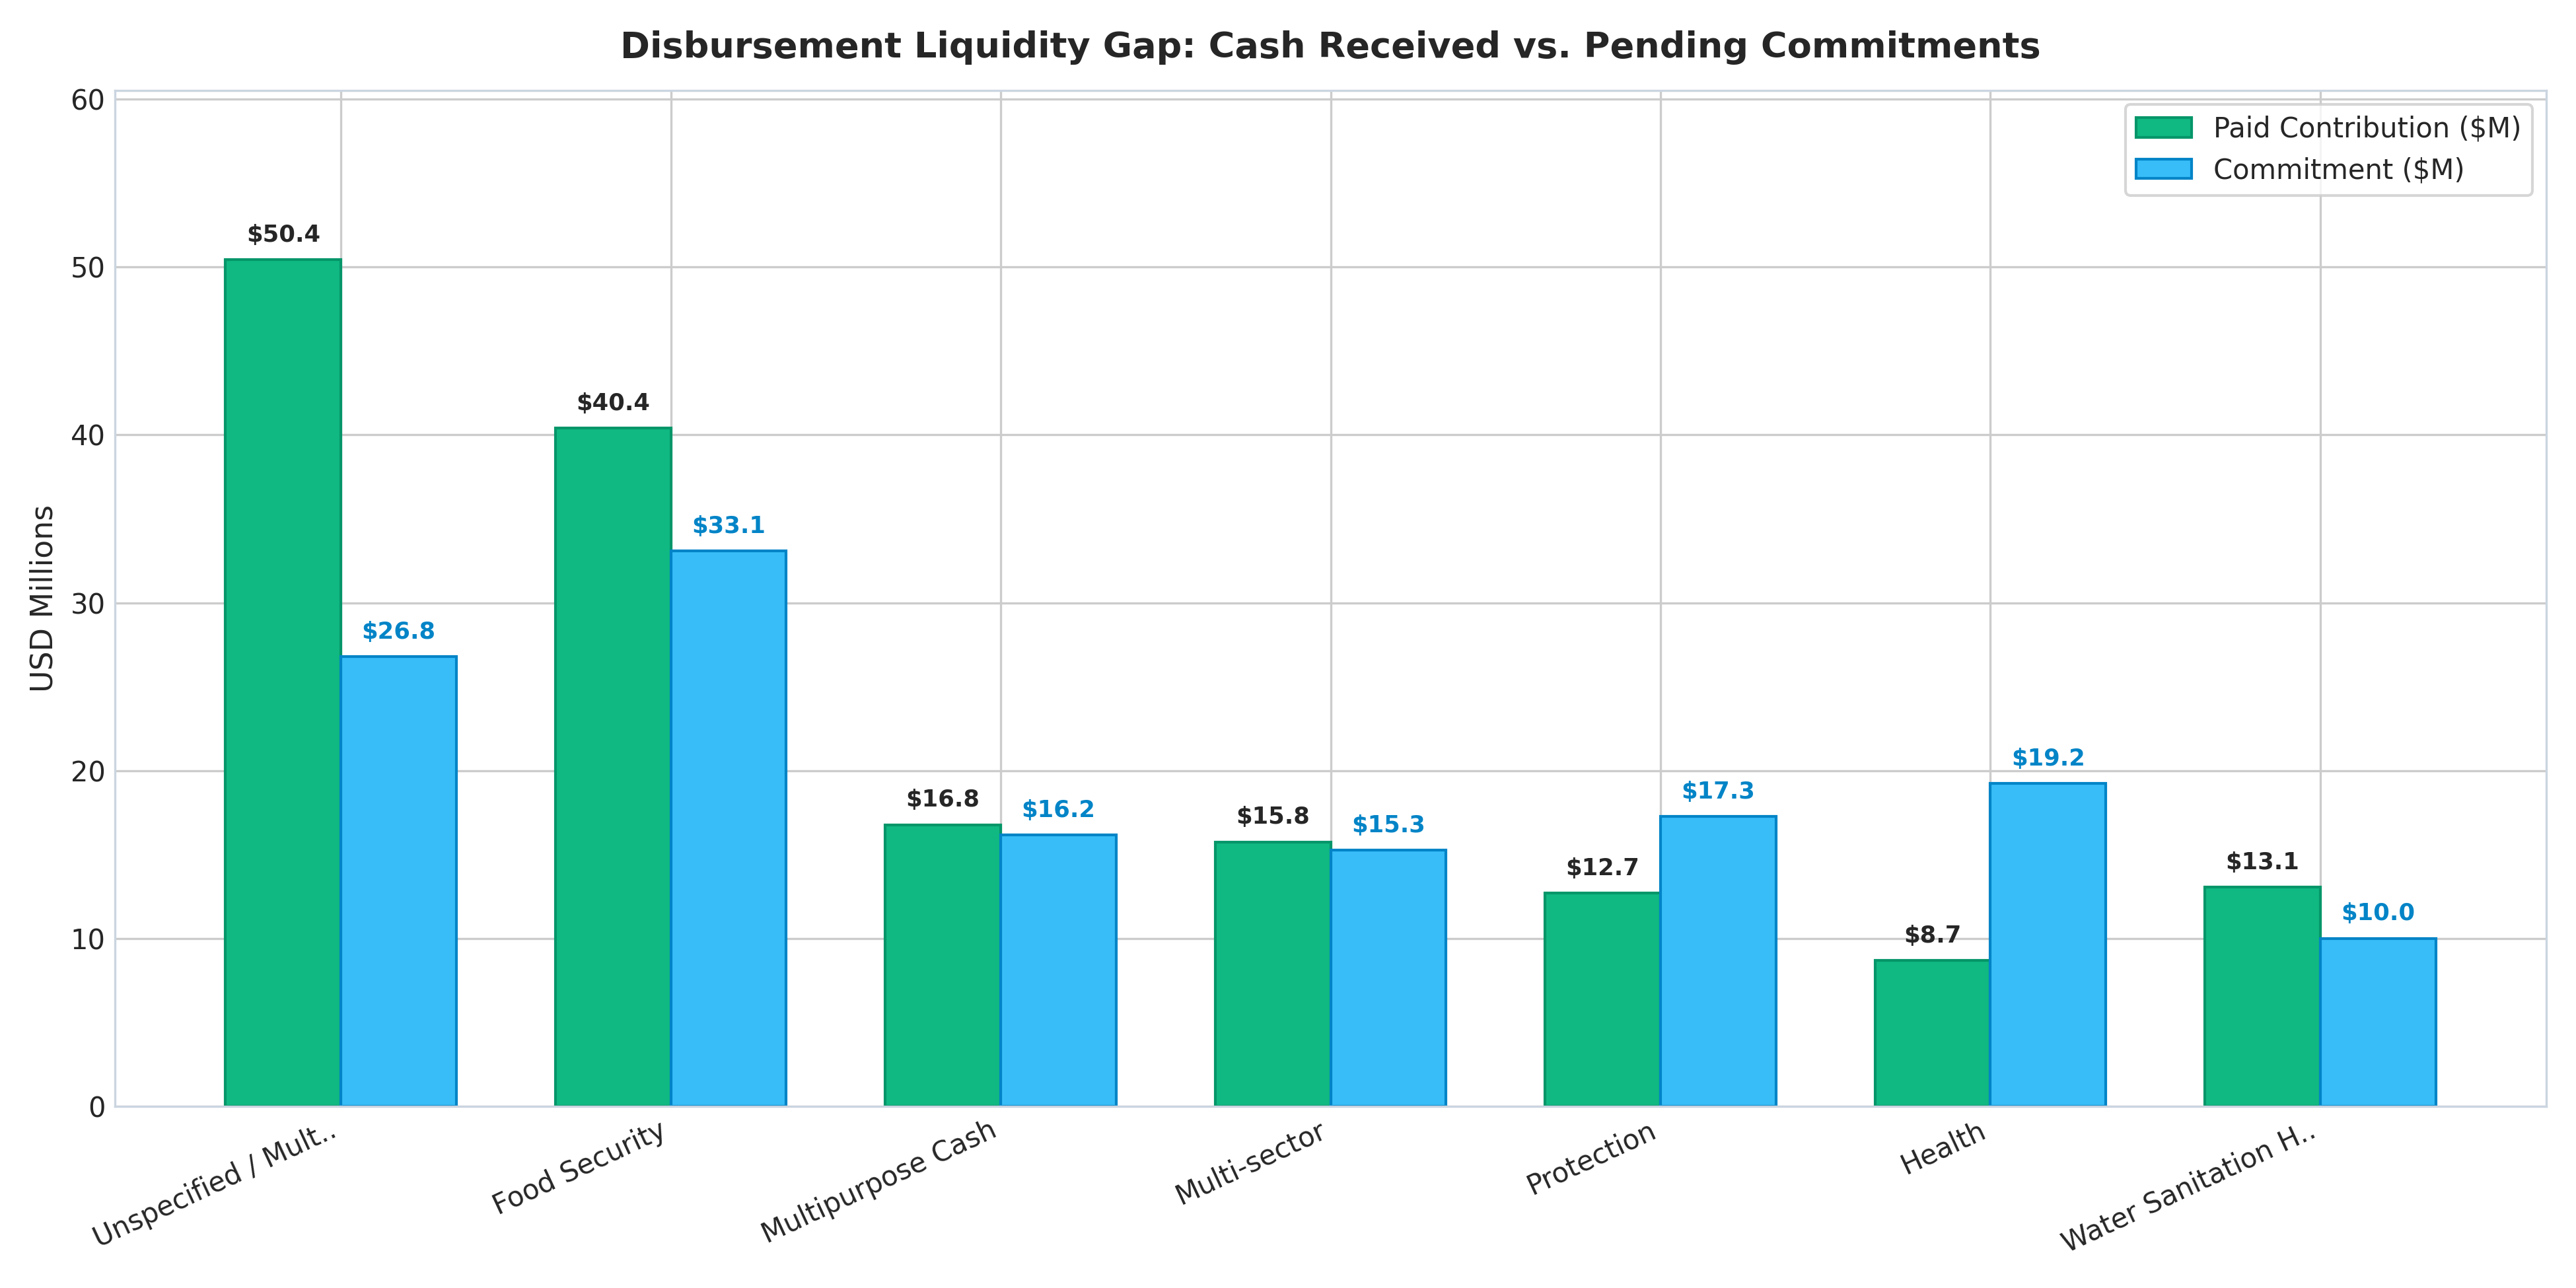 Disbursement Liquidity Gap: Cash Received vs. Pending Commitments
Paid Contribution ($M)
Commitment ($M)
USD Millions
60
50
40
30
20
10
0
$50.4
$26.8
$40.4
$33.1
$16.8
$16.2
$15.8
$15.3
$12.7
$17.3
$8.7
$19.2
$13.1
$10.0
Unspecified / Mult..
Food Security
Multipurpose Cash
Multi-sector
Protection
Health
Water Sanitation H..